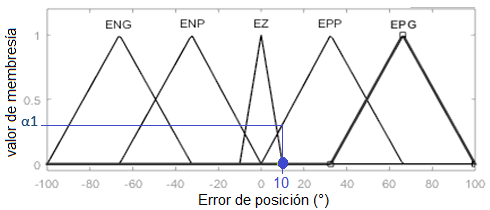 ENG ENP EZ EPP EPG
valor de membresía
1
0.5
α1
0
-100 -80 -60 -40 -20 0 20 40 60 80 100
10
Error de posición (°)